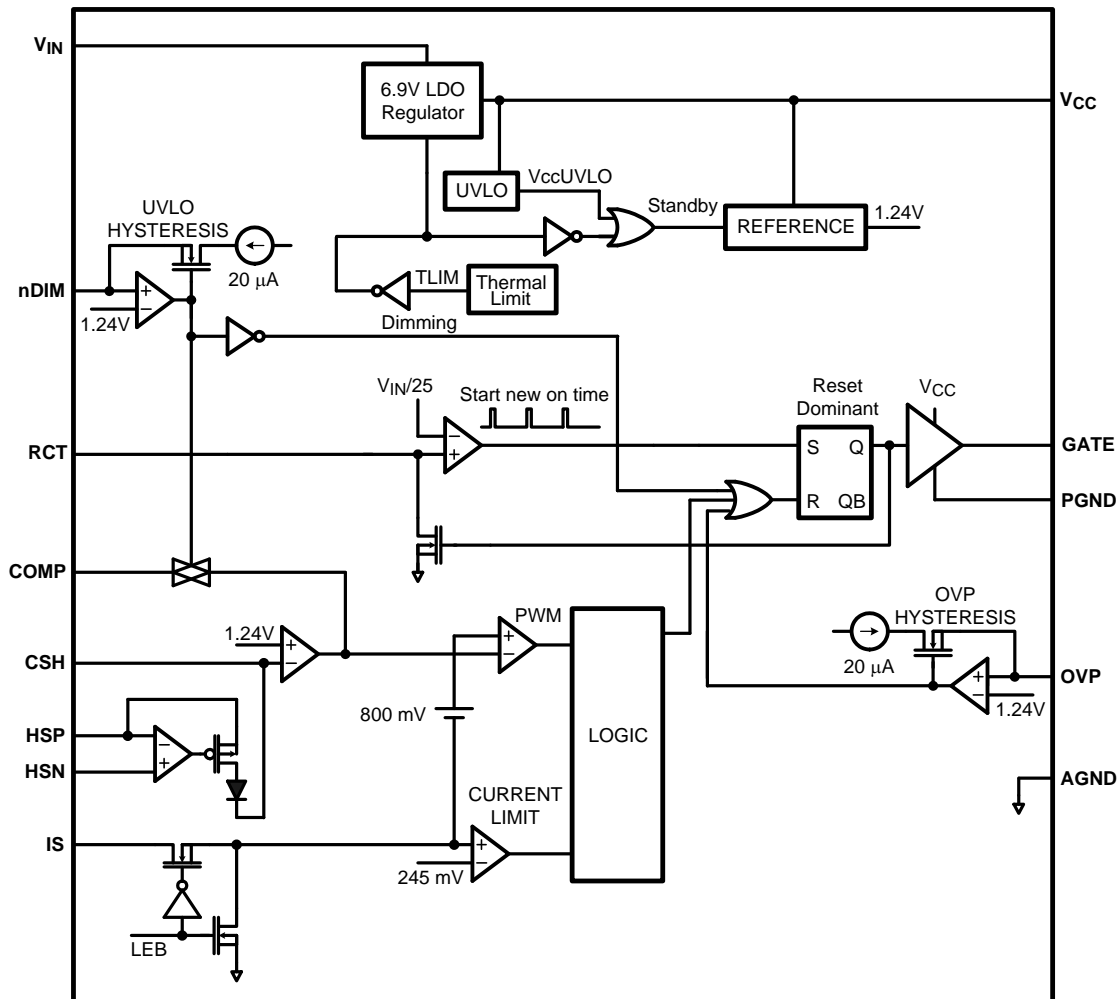 VIN
6.9V LDO
Regulator
VCC
UVLO
VccUVLO
Standby
REFERENCE
1.24V
UVLO
HYSTERESIS
20 μA
nDIM
+
−
1.24V
TLIM
Thermal
Limit
Dimming
VIN/25
Start new on time
Reset
Dominant
VCC
RCT
−
+
S Q
R QB
GATE
PGND
COMP
PWM
OVP
HYSTERESIS
1.24V
+
−
+
−
CSH
20 μA
+
−
OVP
1.24V
800 mV
HSP
−
+
HSN
LOGIC
AGND
CURRENT
LIMIT
IS
+
−
245 mV
LEB